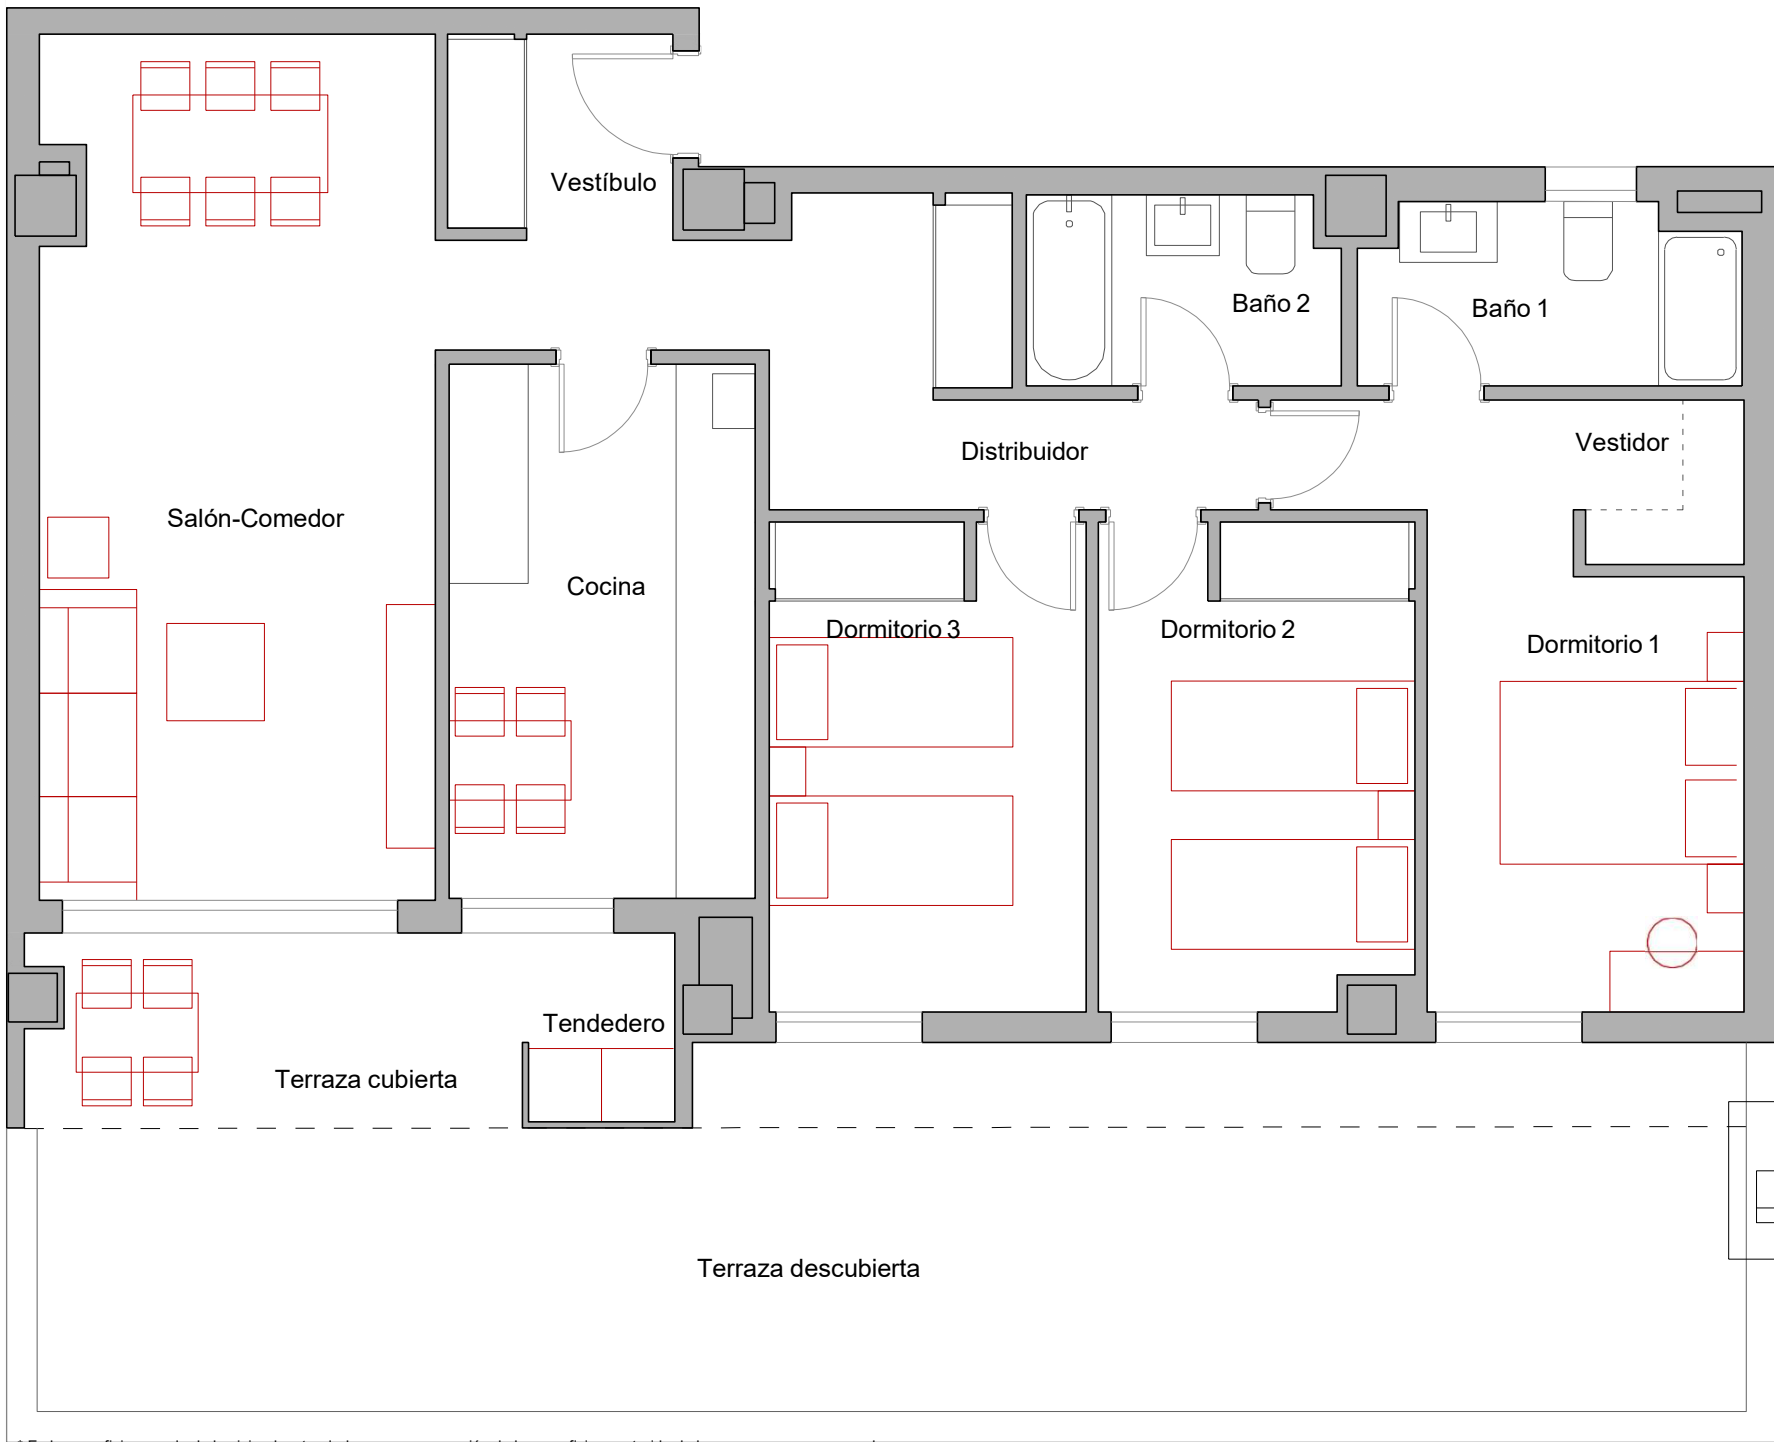 Vestíbulo
Baño 2
Baño 1
Vestidor
Distribuidor
Salón-Comedor
Cocina
Dormitorio 3
Dormitorio 2
Dormitorio 1
Tendedero
Terraza cubierta
Terraza descubierta